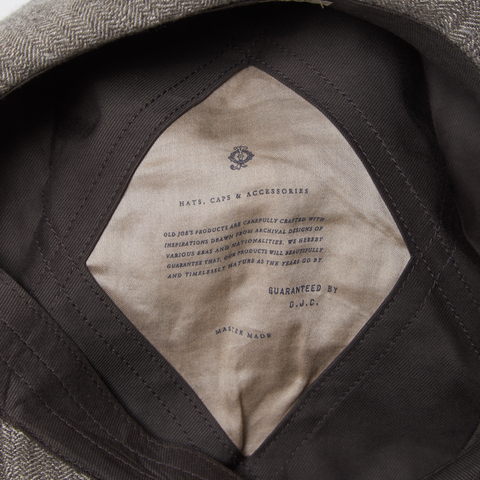 HATS, CAPS & ACCESSORIES
OLD JOE'S PRODUCTS ARE CAREFULLY CRAFTED WITH
INSPIRATIONS DRAWN FROM ARCHIVAL DESIGNS OF
VARIOUS ERAS AND NATIONALITIES. WE HEREBY
GUARANTEE THAT, OUR PRODUCTS WILL BEAUTIFULLY
AND TIMELESSLY MATURE AS THE YEARS GO BY.
GUARANTEED BY
O.J.C.
MASTER MADE